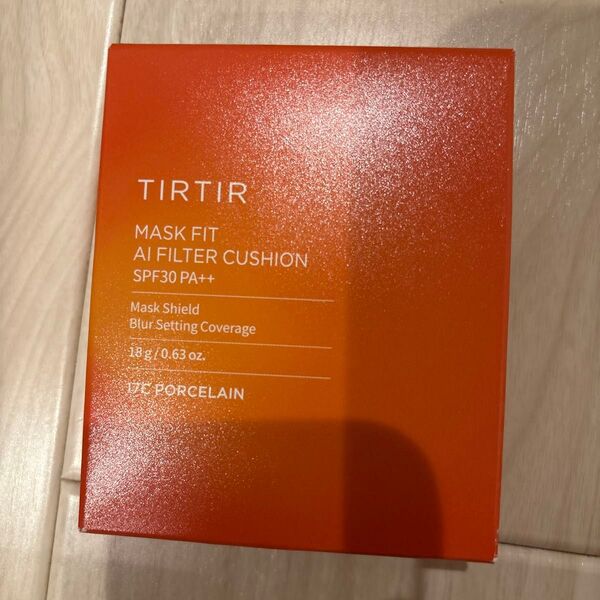 TIRTIR
MASK FIT
AI FILTER CUSHION
SPF30 PA++
Mask Shield
Blur Setting Coverage
18 g / 0.63 oz.
17C PORCELAIN